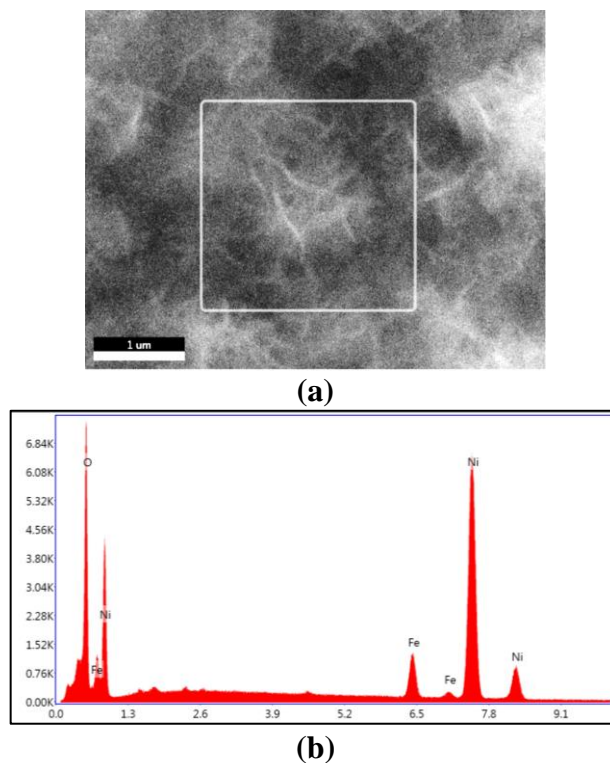 1 um
(a)
6.84K
6.08K
5.32K
4.56K
3.80K
3.04K
2.28K
1.52K
0.76K
0.00K
O
Fe
Ni
Fe
Fe
Ni
Ni
0.0 1.3 2.6 3.9 5.2 6.5 7.8 9.1
(b)